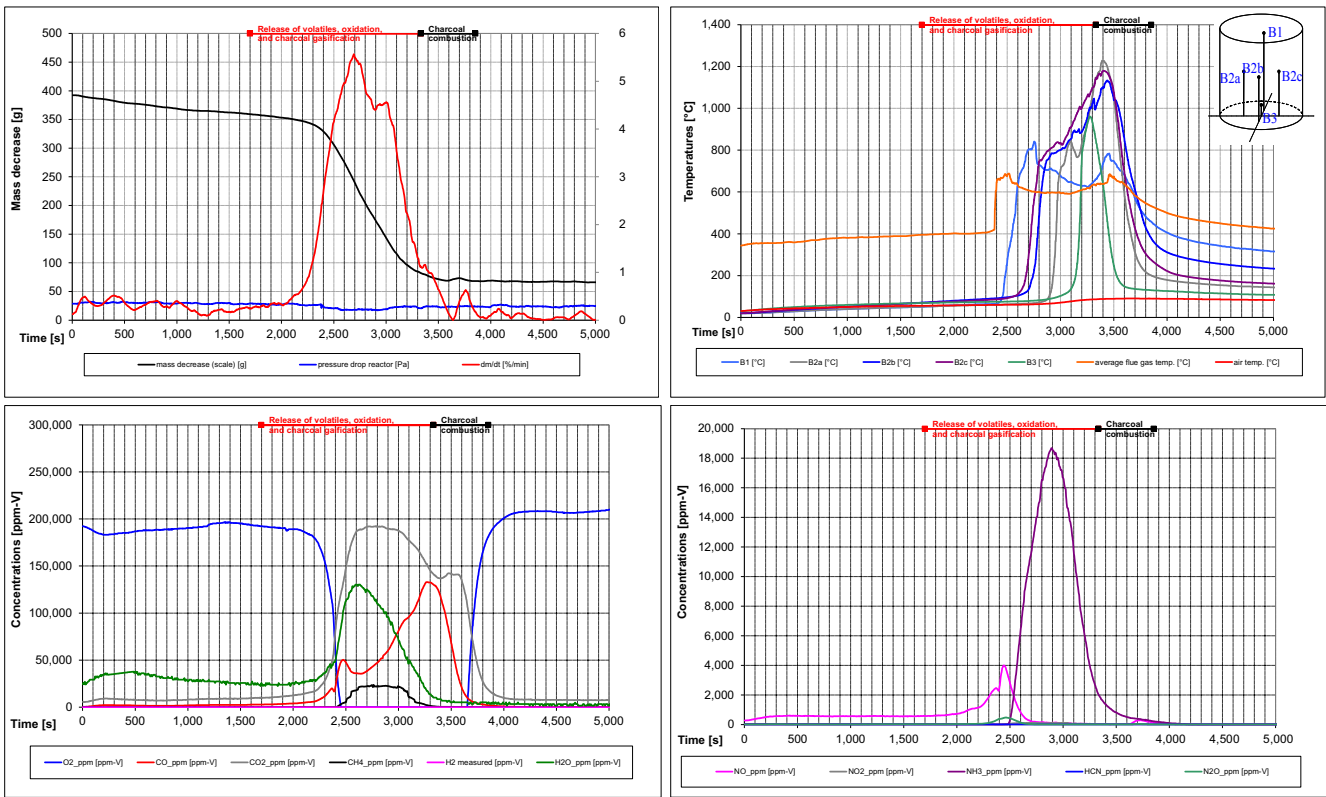 Release of volatiles, oxidation,
and charcoal gasification
Charcoal
combustion
500
450
400
350
300
250
200
150
100
50
0
6
5
4
3
2
1
0
Mass decrease [g]
0 500 1,000 1,500 2,000 2,500 3,000 3,500 4,000 4,500 5,000
Time [s]
mass decrease (scale) [g] pressure drop reactor [Pa] dm/dt [%/min]
Release of volatiles, oxidation,
and charcoal gasification
Charcoal
combustion
1,400
1,200
1,000
800
600
400
200
0
Temperatures [°C]
B1
B2a
B2b
B2c
B3
0 500 1,000 1,500 2,000 2,500 3,000 3,500 4,000 4,500 5,000
Time [s]
B1 [°C] B2a [°C] B2b [°C] B2c [°C] B3 [°C] average flue gas temp. [°C] air temp. [°C]
Release of volatiles, oxidation,
and charcoal gaification
Charcoal
combustion
300,000
250,000
200,000
150,000
100,000
50,000
0
Concentrations [ppm-V]
0 500 1,000 1,500 2,000 2,500 3,000 3,500 4,000 4,500 5,000
Time [s]
O2_ppm [ppm-V] CO_ppm [ppm-V] CO2_ppm [ppm-V] CH4_ppm [ppm-V] H2 measured [ppm-V] H2O_ppm [ppm-V]
Release of volatiles, oxidation,
and charcoal gasification
Charcoal
combustion
20,000
18,000
16,000
14,000
12,000
10,000
8,000
6,000
4,000
2,000
0
Concentrations [ppm-V]
0 500 1,000 1,500 2,000 2,500 3,000 3,500 4,000 4,500 5,000
Time [s]
NO_ppm [ppm-V] NO2_ppm [ppm-V] NH3_ppm [ppm-V] HCN_ppm [ppm-V] N2O_ppm [ppm-V]